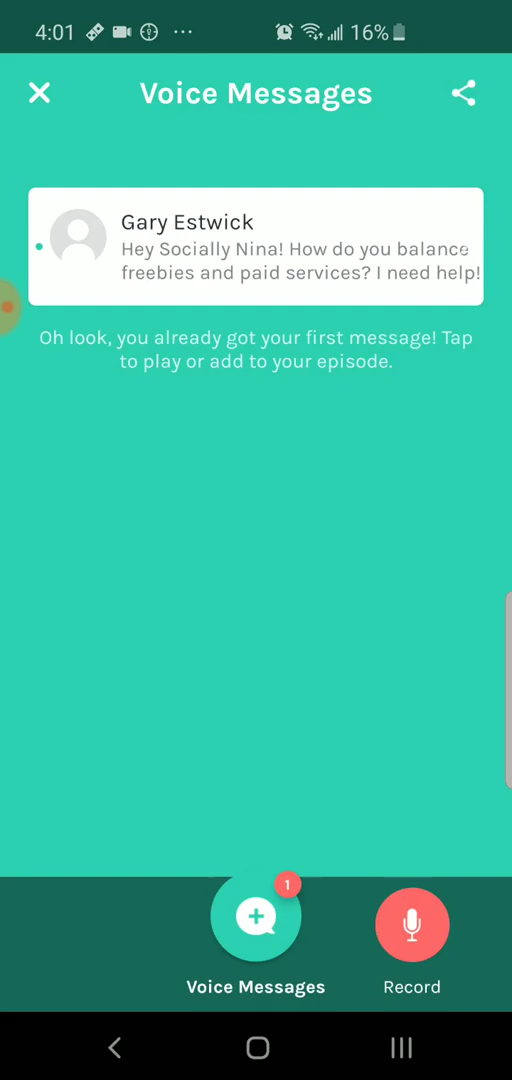 4:01
16%
Voice Messages
Gary Estwick
Hey Socially Nina! How do you balance
freebies and paid services? I need help!
Oh look, you already got your first message! Tap
to play or add to your episode.
1
Voice Messages
Record